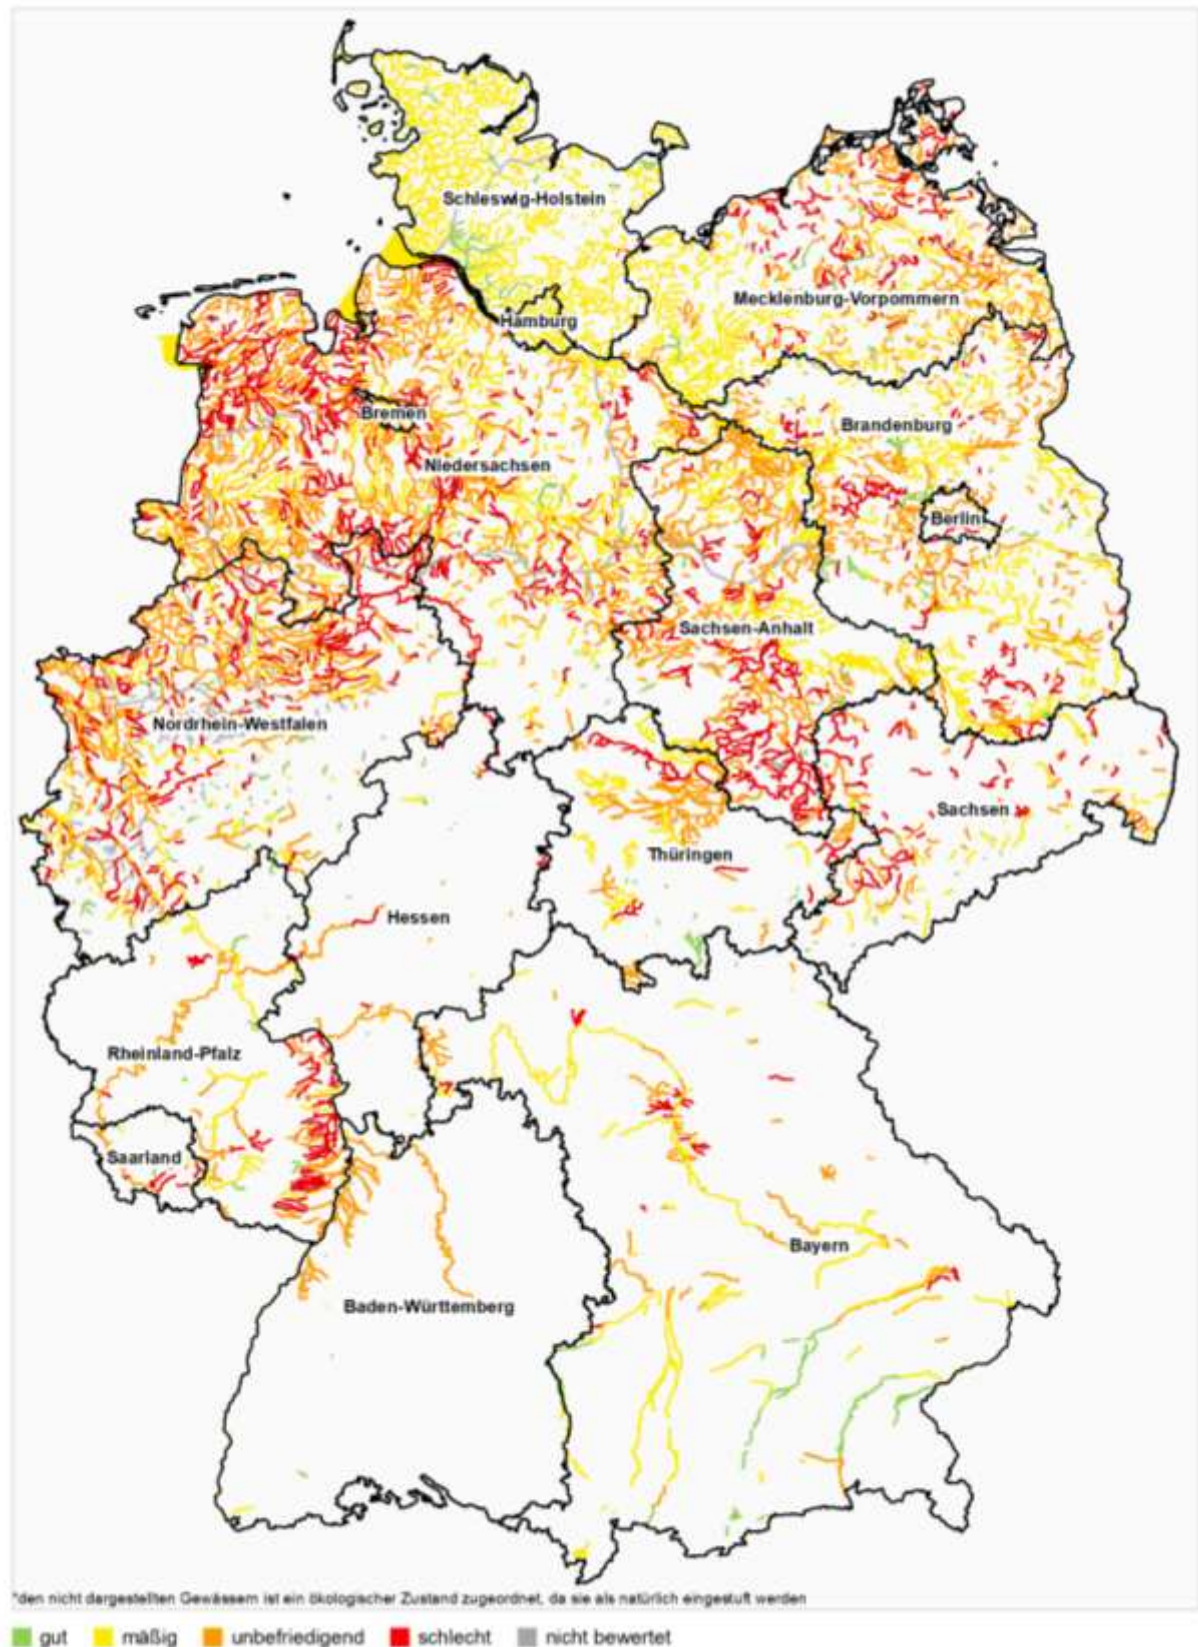 Schleswig-Holstein
Mecklenburg-Vorpommern
Hamburg
Bremen
Brandenburg
Niedersachsen
Berlin
Sachsen-Anhalt
Nordrhein-Westfalen
Sachsen
Thüringen
Hessen
Rheinland-Pfalz
Saarland
Bayern
Baden-Württemberg
*den nicht dargestellten Gewässern ist ein ökologischer Zustand zugeordnet, da sie als natürlich eingestuft werden
gut mäßig unbefriedigend schlecht nicht bewertet